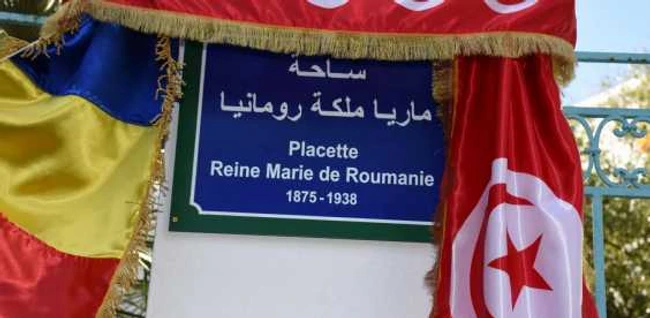 ساحة
ماريا ملكة رومانيا
Placette
Reine Marie de Roumanie
1875 - 1938